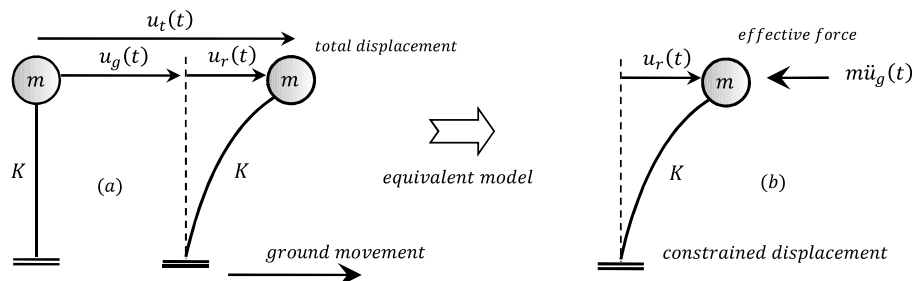 u_t(t)
total displacement
effective force
m
u_g(t)
u_r(t)
m
u_r(t)
m
mü_g(t)
K
(a)
K
equivalent model
K
(b)
ground movement
constrained displacement